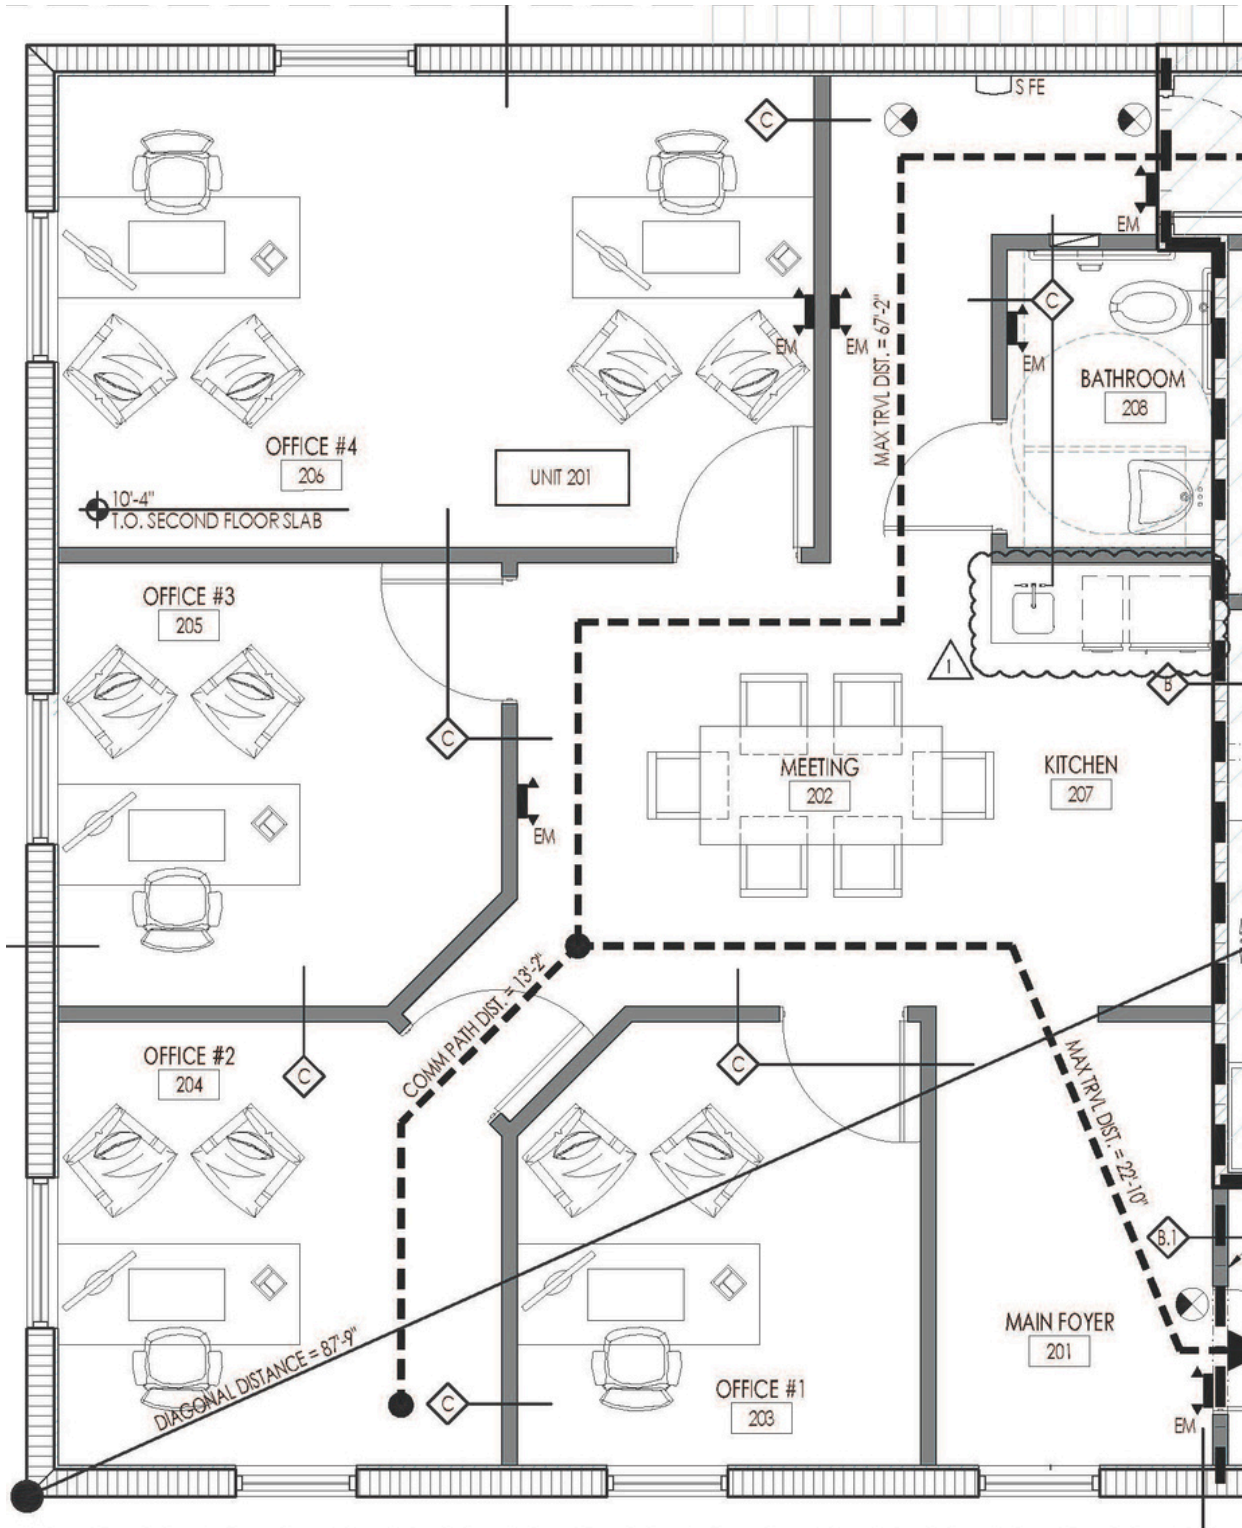 S FE
C
EM
MAX TRVL DIST. = 67'-2"
C
EM
EM
EM
BATHROOM
208
OFFICE #4
206
UNIT 201
10'-4"
T.O. SECOND FLOOR SLAB
OFFICE #3
205
1
B
C
MEETING
202
KITCHEN
207
EM
COMM PATH DIST. = 13'-2"
OFFICE #2
204
C
C
MAX TRVL DIST. = 22'-10"
B.1
MAIN FOYER
201
DIAGONAL DISTANCE = 87'-9"
C
OFFICE #1
203
EM